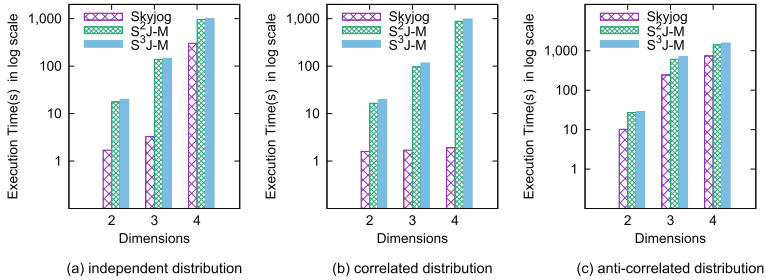 Execution Time(s) in log scale
1,000
100
10
1
Skyjog
S²J-M
S³J-M
2 3 4
Dimensions
(a) independent distribution
Execution Time(s) in log scale
1,000
100
10
1
Skyjog
S²J-M
S³J-M
2 3 4
Dimensions
(b) correlated distribution
Execution Time(s) in log scale
1,000
100
10
1
Skyjog
S²J-M
S³J-M
2 3 4
Dimensions
(c) anti-correlated distribution